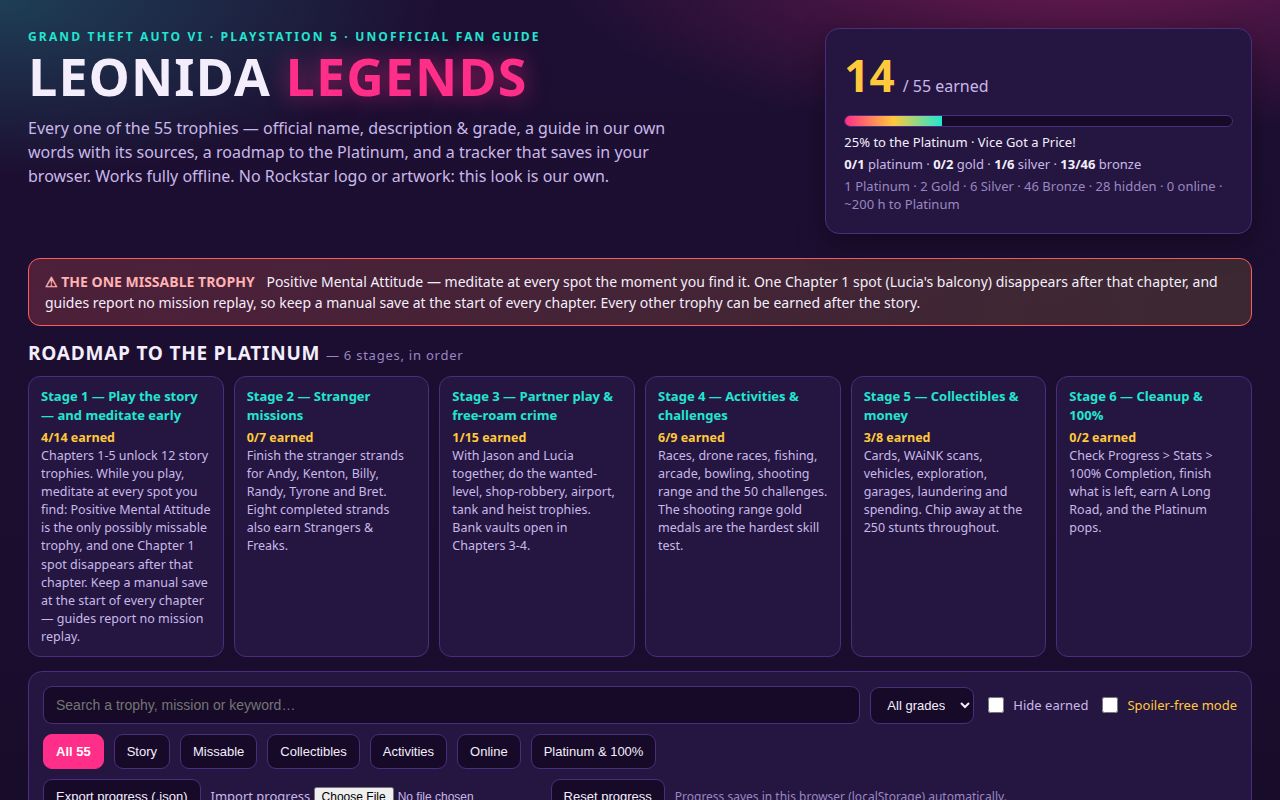 GRAND THEFT AUTO VI · PLAYSTATION 5 · UNOFFICIAL FAN GUIDE
LEONIDA LEGENDS
Every one of the 55 trophies — official name, description & grade, a guide in our own
words with its sources, a roadmap to the Platinum, and a tracker that saves in your
browser. Works fully offline. No Rockstar logo or artwork: this look is our own.
14 / 55 earned
25% to the Platinum · Vice Got a Price!
0/1 platinum · 0/2 gold · 1/6 silver · 13/46 bronze
1 Platinum · 2 Gold · 6 Silver · 46 Bronze · 28 hidden · 0 online ·
~200 h to Platinum
⚠ THE ONE MISSABLE TROPHY Positive Mental Attitude — meditate at every spot the moment you find it. One Chapter 1 spot (Lucia's balcony) disappears after that chapter, and
guides report no mission replay, so keep a manual save at the start of every chapter. Every other trophy can be earned after the story.
ROADMAP TO THE PLATINUM — 6 stages, in order
Stage 1 — Play the story
— and meditate early
4/14 earned
Chapters 1-5 unlock 12 story
trophies. While you play,
meditate at every spot you
find: Positive Mental Attitude
is the only possibly missable
trophy, and one Chapter 1
spot disappears after that
chapter. Keep a manual save
at the start of every chapter
— guides report no mission
replay.
Stage 2 — Stranger
missions
0/7 earned
Finish the stranger strands
for Andy, Kenton, Billy,
Randy, Tyrone and Bret.
Eight completed strands
also earn Strangers &
Freaks.
Stage 3 — Partner play &
free-roam crime
1/15 earned
With Jason and Lucia
together, do the wanted-
level, shop-robbery, airport,
tank and heist trophies.
Bank vaults open in
Chapters 3-4.
Stage 4 — Activities &
challenges
6/9 earned
Races, drone races, fishing,
arcade, bowling, shooting
range and the 50 challenges.
The shooting range gold
medals are the hardest skill
test.
Stage 5 — Collectibles &
money
3/8 earned
Cards, WAiNK scans,
vehicles, exploration,
garages, laundering and
spending. Chip away at the
250 stunts throughout.
Stage 6 — Cleanup &
100%
0/2 earned
Check Progress > Stats >
100% Completion, finish
what is left, earn A Long
Road, and the Platinum
pops.
Search a trophy, mission or keyword…
All grades
Hide earned
Spoiler-free mode
All 55
Story
Missable
Collectibles
Activities
Online
Platinum & 100%
Export progress (.json)
Import progress Choose File No file chosen
Reset progress
Progress saves in this browser (localStorage) automatically.